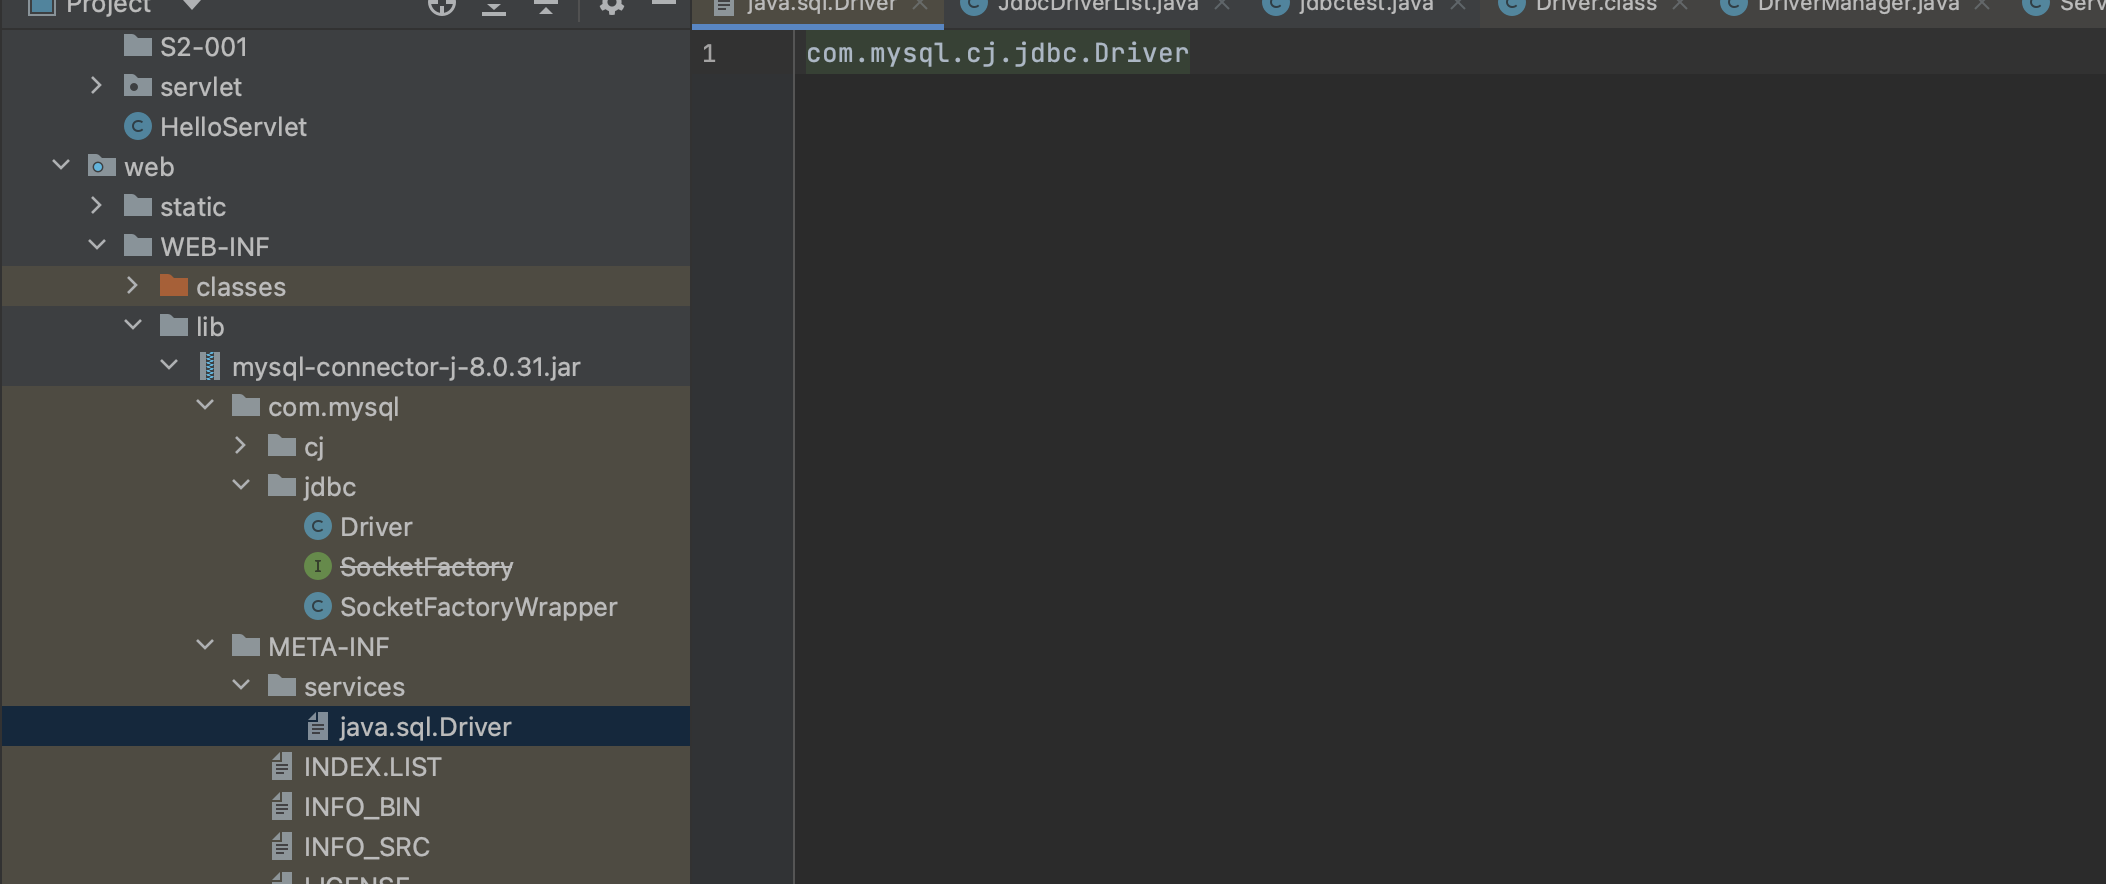 Project
S2-001
servlet
HelloServlet
web
static
WEB-INF
classes
lib
mysql-connector-j-8.0.31.jar
com.mysql
cj
jdbc
Driver
SocketFactory
SocketFactoryWrapper
META-INF
services
java.sql.Driver
INDEX.LIST
INFO_BIN
INFO_SRC
LICENSE
java.sql.Driver JdbcDriverList.java jdbctest.java Driver.class DriverManager.java Serv
1 com.mysql.cj.jdbc.Driver